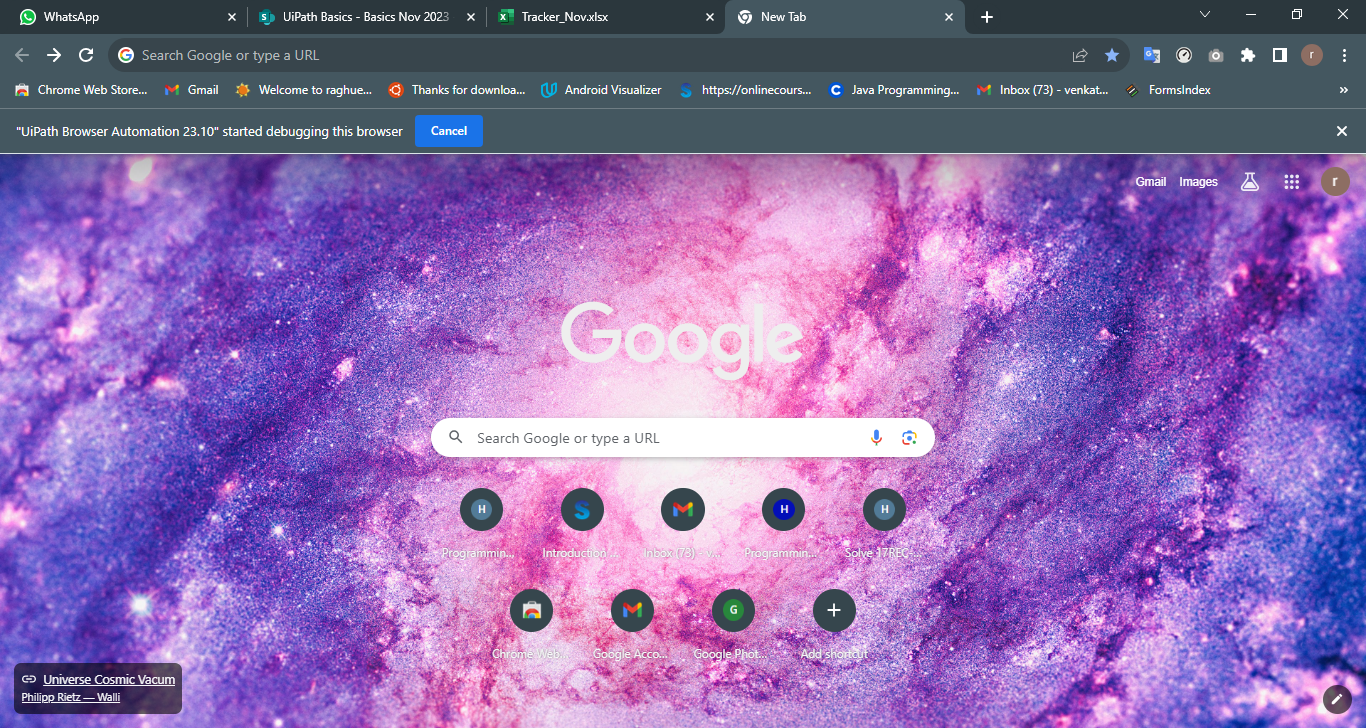 WhatsApp
UiPath Basics - Basics Nov 2023
Tracker_Nov.xlsx
New Tab
Search Google or type a URL
r
Chrome Web Store...
Gmail
Welcome to raghue...
Thanks for downloa...
Android Visualizer
https://onlinecours...
Java Programming...
Inbox (73) - venkat...
FormsIndex
»
"UiPath Browser Automation 23.10" started debugging this browser
Cancel
Gmail
Images
r
Google
Search Google or type a URL
H
H
H
Programmin...
Introduction ...
Inbox (73) - v...
Programmin...
Solve 17REC-...
G
Chrome Web...
Google Acco...
Google Phot...
Add shortcut
Universe Cosmic Vacum
Philipp Rietz — Walli